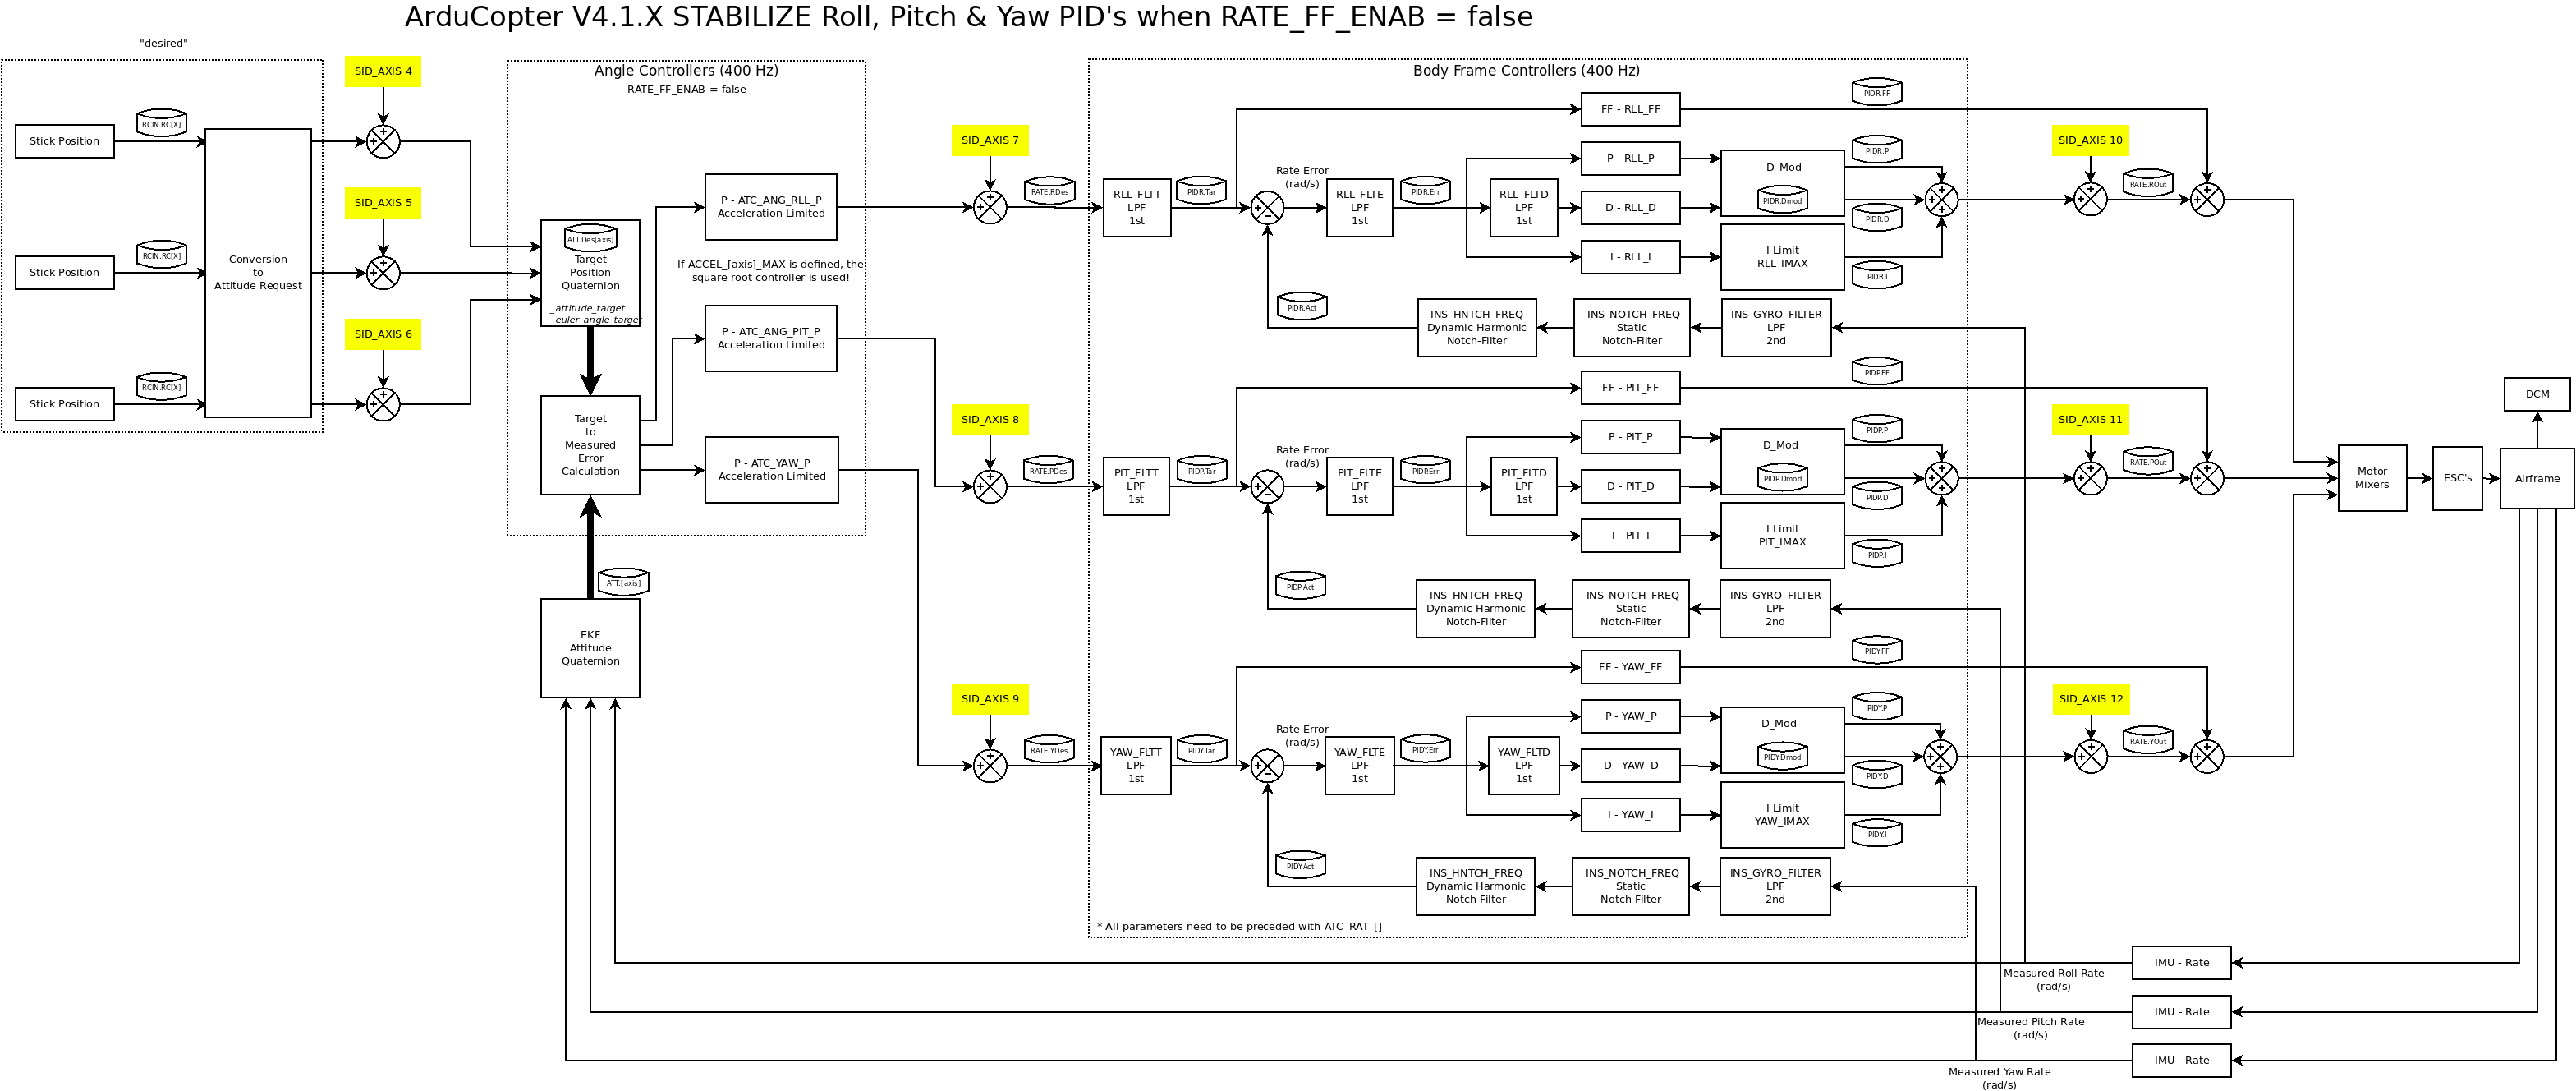 ArduCopter V4.1.X STABILIZE Roll, Pitch & Yaw PID's when RATE_FF_ENAB = false
"desired"
Stick Position
RCIN.RC[X]
Stick Position
RCIN.RC[X]
Stick Position
RCIN.RC[X]
Conversion
to
Attitude Request
SID_AXIS 4
SID_AXIS 5
SID_AXIS 6
Angle Controllers (400 Hz)
RATE_FF_ENAB = false
ATT.Des[axis]
Target
Position
Quaternion
_attitude_target
_euler_angle_target
Target
to
Measured
Error
Calculation
P - ATC_ANG_RLL_P
Acceleration Limited
If ACCEL_[axis]_MAX is defined, the
square root controller is used!
P - ATC_ANG_PIT_P
Acceleration Limited
P - ATC_YAW_P
Acceleration Limited
ATT.[axis]
EKF
Attitude
Quaternion
SID_AXIS 7
RATE.RDes
SID_AXIS 8
RATE.PDes
SID_AXIS 9
RATE.YDes
Body Frame Controllers (400 Hz)
RLL_FLTT
LPF
1st
PIDR.Tar
Rate Error
(rad/s)
RLL_FLTE
LPF
1st
PIDR.Err
RLL_FLTD
LPF
1st
FF - RLL_FF
P - RLL_P
D - RLL_D
I - RLL_I
D_Mod
PIDR.Dmod
I Limit
RLL_IMAX
PIDR.FF
PIDR.P
PIDR.D
PIDR.I
PIDR.Act
INS_HNTCH_FREQ
Dynamic Harmonic
Notch-Filter
INS_NOTCH_FREQ
Static
Notch-Filter
INS_GYRO_FILTER
LPF
2nd
PIT_FLTT
LPF
1st
PIDP.Tar
Rate Error
(rad/s)
PIT_FLTE
LPF
1st
PIDP.Err
PIT_FLTD
LPF
1st
FF - PIT_FF
P - PIT_P
D - PIT_D
I - PIT_I
D_Mod
PIDP.Dmod
I Limit
PIT_IMAX
PIDP.FF
PIDP.P
PIDP.D
PIDP.I
PIDP.Act
INS_HNTCH_FREQ
Dynamic Harmonic
Notch-Filter
INS_NOTCH_FREQ
Static
Notch-Filter
INS_GYRO_FILTER
LPF
2nd
YAW_FLTT
LPF
1st
PIDY.Tar
Rate Error
(rad/s)
YAW_FLTE
LPF
1st
PIDY.Err
YAW_FLTD
LPF
1st
FF - YAW_FF
P - YAW_P
D - YAW_D
I - YAW_I
D_Mod
PIDY.Dmod
I Limit
YAW_IMAX
PIDY.FF
PIDY.P
PIDY.D
PIDY.I
PIDY.Act
INS_HNTCH_FREQ
Dynamic Harmonic
Notch-Filter
INS_NOTCH_FREQ
Static
Notch-Filter
INS_GYRO_FILTER
LPF
2nd
* All parameters need to be preceded with ATC_RAT_[]
SID_AXIS 10
RATE.ROut
SID_AXIS 11
RATE.POut
SID_AXIS 12
RATE.YOut
Motor
Mixers
ESC's
Airframe
DCM
IMU - Rate
Measured Roll Rate
(rad/s)
IMU - Rate
Measured Pitch Rate
(rad/s)
IMU - Rate
Measured Yaw Rate
(rad/s)